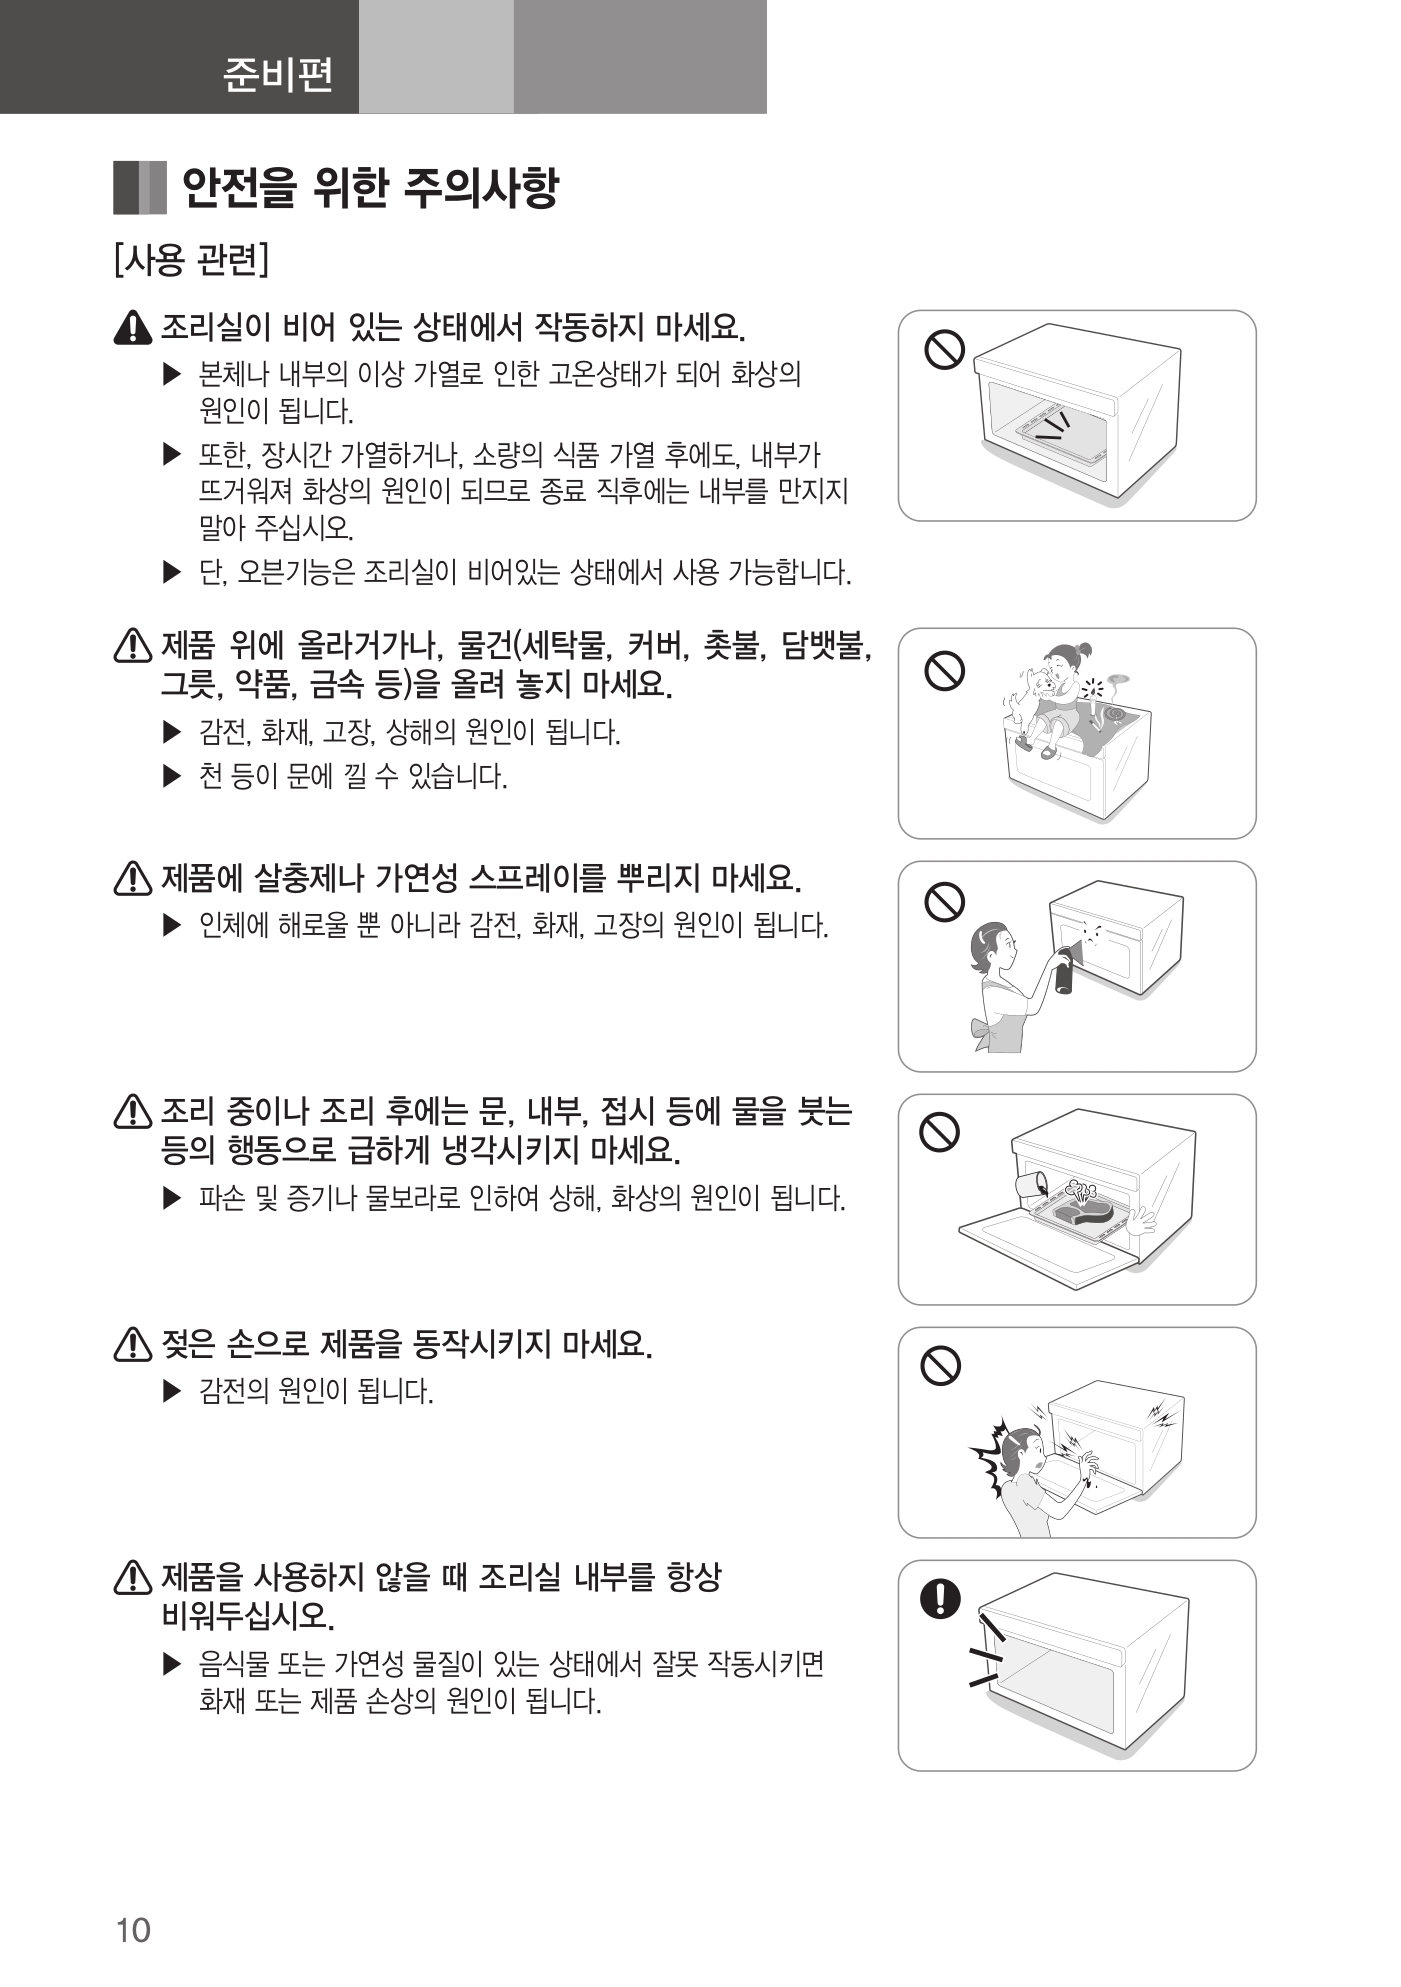 준비편
안전을 위한 주의사항
[사용 관련]
조리실이 비어 있는 상태에서 작동하지 마세요.
▶ 본체나 내부의 이상 가열로 인한 고온상태가 되어 화상의
원인이 됩니다.
▶ 또한, 장시간 가열하거나, 소량의 식품 가열 후에도, 내부가
뜨거워져 화상의 원인이 되므로 종료 직후에는 내부를 만지지
말아 주십시오.
▶ 단, 오븐기능은 조리실이 비어있는 상태에서 사용 가능합니다.
제품 위에 올라거가나, 물건(세탁물, 커버, 촛불, 담뱃불,
그릇, 약품, 금속 등)을 올려 놓지 마세요.
▶ 감전, 화재, 고장, 상해의 원인이 됩니다.
▶ 천 등이 문에 낄 수 있습니다.
제품에 살충제나 가연성 스프레이를 뿌리지 마세요.
▶ 인체에 해로울 뿐 아니라 감전, 화재, 고장의 원인이 됩니다.
조리 중이나 조리 후에는 문, 내부, 접시 등에 물을 붓는
등의 행동으로 급하게 냉각시키지 마세요.
▶ 파손 및 증기나 물보라로 인하여 상해, 화상의 원인이 됩니다.
젖은 손으로 제품을 동작시키지 마세요.
▶ 감전의 원인이 됩니다.
제품을 사용하지 않을 때 조리실 내부를 항상
비워두십시오.
▶ 음식물 또는 가연성 물질이 있는 상태에서 잘못 작동시키면
화재 또는 제품 손상의 원인이 됩니다.
10